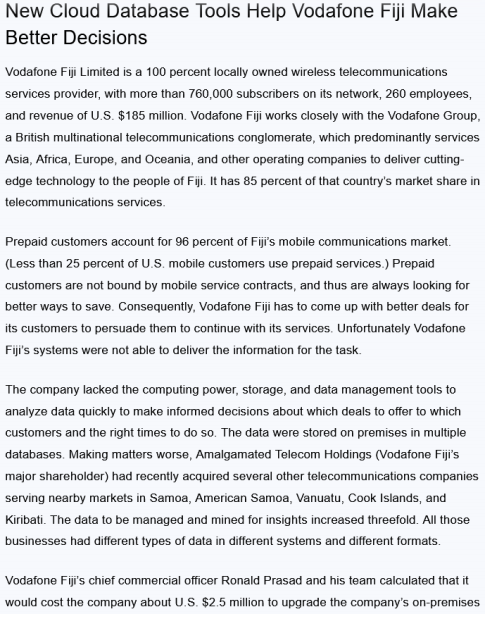 New Cloud Database Tools Help Vodafone Fiji Make
Better Decisions
Vodafone Fiji Limited is a 100 percent locally owned wireless telecommunications
services provider, with more than 760,000 subscribers on its network, 260 employees,
and revenue of U.S. $185 million. Vodafone Fiji works closely with the Vodafone Group,
a British multinational telecommunications conglomerate, which predominantly services
Asia, Africa, Europe, and Oceania, and other operating companies to deliver cutting-
edge technology to the people of Fiji. It has 85 percent of that country's market share in
telecommunications services.
Prepaid customers account for 96 percent of Fiji's mobile communications market.
(Less than 25 percent of U.S. mobile customers use prepaid services.) Prepaid
customers are not bound by mobile service contracts, and thus are always looking for
better ways to save. Consequently, Vodafone Fiji has to come up with better deals for
its customers to persuade them to continue with its services. Unfortunately Vodafone
Fiji's systems were not able to deliver the information for the task.
The company lacked the computing power, storage, and data management tools to
analyze data quickly to make informed decisions about which deals to offer to which
customers and the right times to do so. The data were stored on premises in multiple
databases. Making matters worse, Amalgamated Telecom Holdings (Vodafone Fiji's
major shareholder) had recently acquired several other telecommunications companies
serving nearby markets in Samoa, American Samoa, Vanuatu, Cook Islands, and
Kiribati. The data to be managed and mined for insights increased threefold. All those
businesses had different types of data in different systems and different formats.
Vodafone Fiji's chief commercial officer Ronald Prasad and his team calculated that it
would cost the company about U.S. $2.5 million to upgrade the company's on-premises